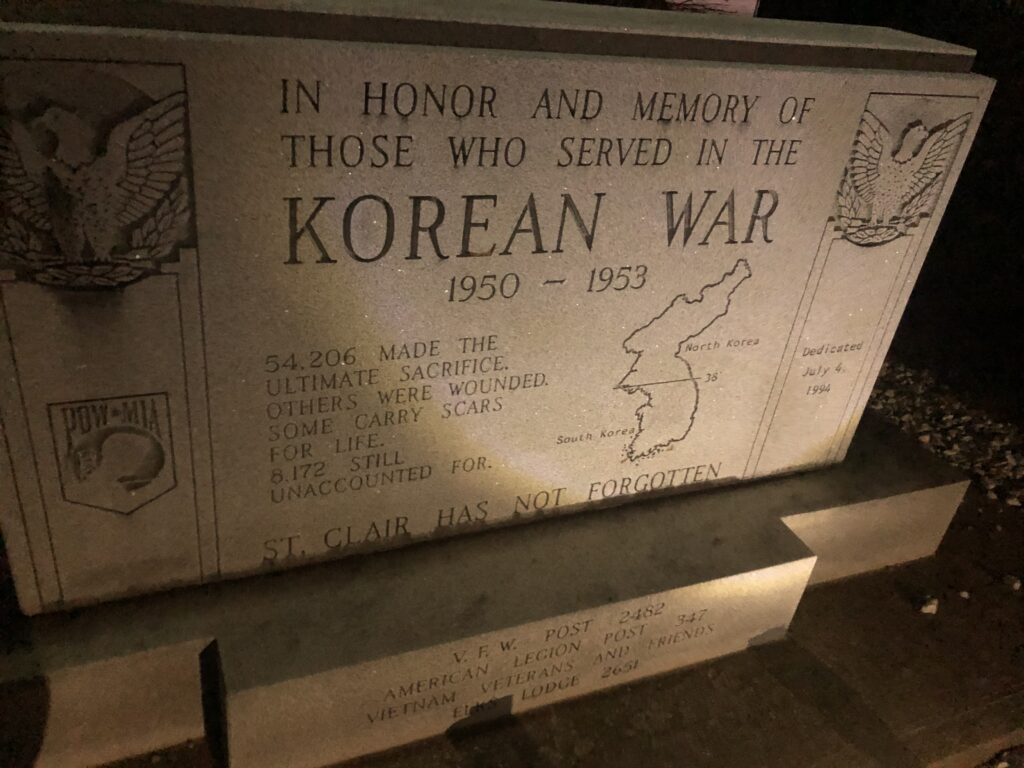 IN HONOR AND MEMORY OF
THOSE WHO SERVED IN THE
KOREAN WAR
1950 - 1953
54,206 MADE THE
ULTIMATE SACRIFICE.
OTHERS WERE WOUNDED.
SOME CARRY SCARS
FOR LIFE.
8,172 STILL
UNACCOUNTED FOR.
North Korea
38°
South Korea
ST. CLAIR HAS NOT FORGOTTEN
POW MIA
Dedicated
July 4,
1994
V. F. W. POST 2482
AMERICAN LEGION POST 347
VIETNAM VETERANS AND FRIENDS
ELKS LODGE 2651